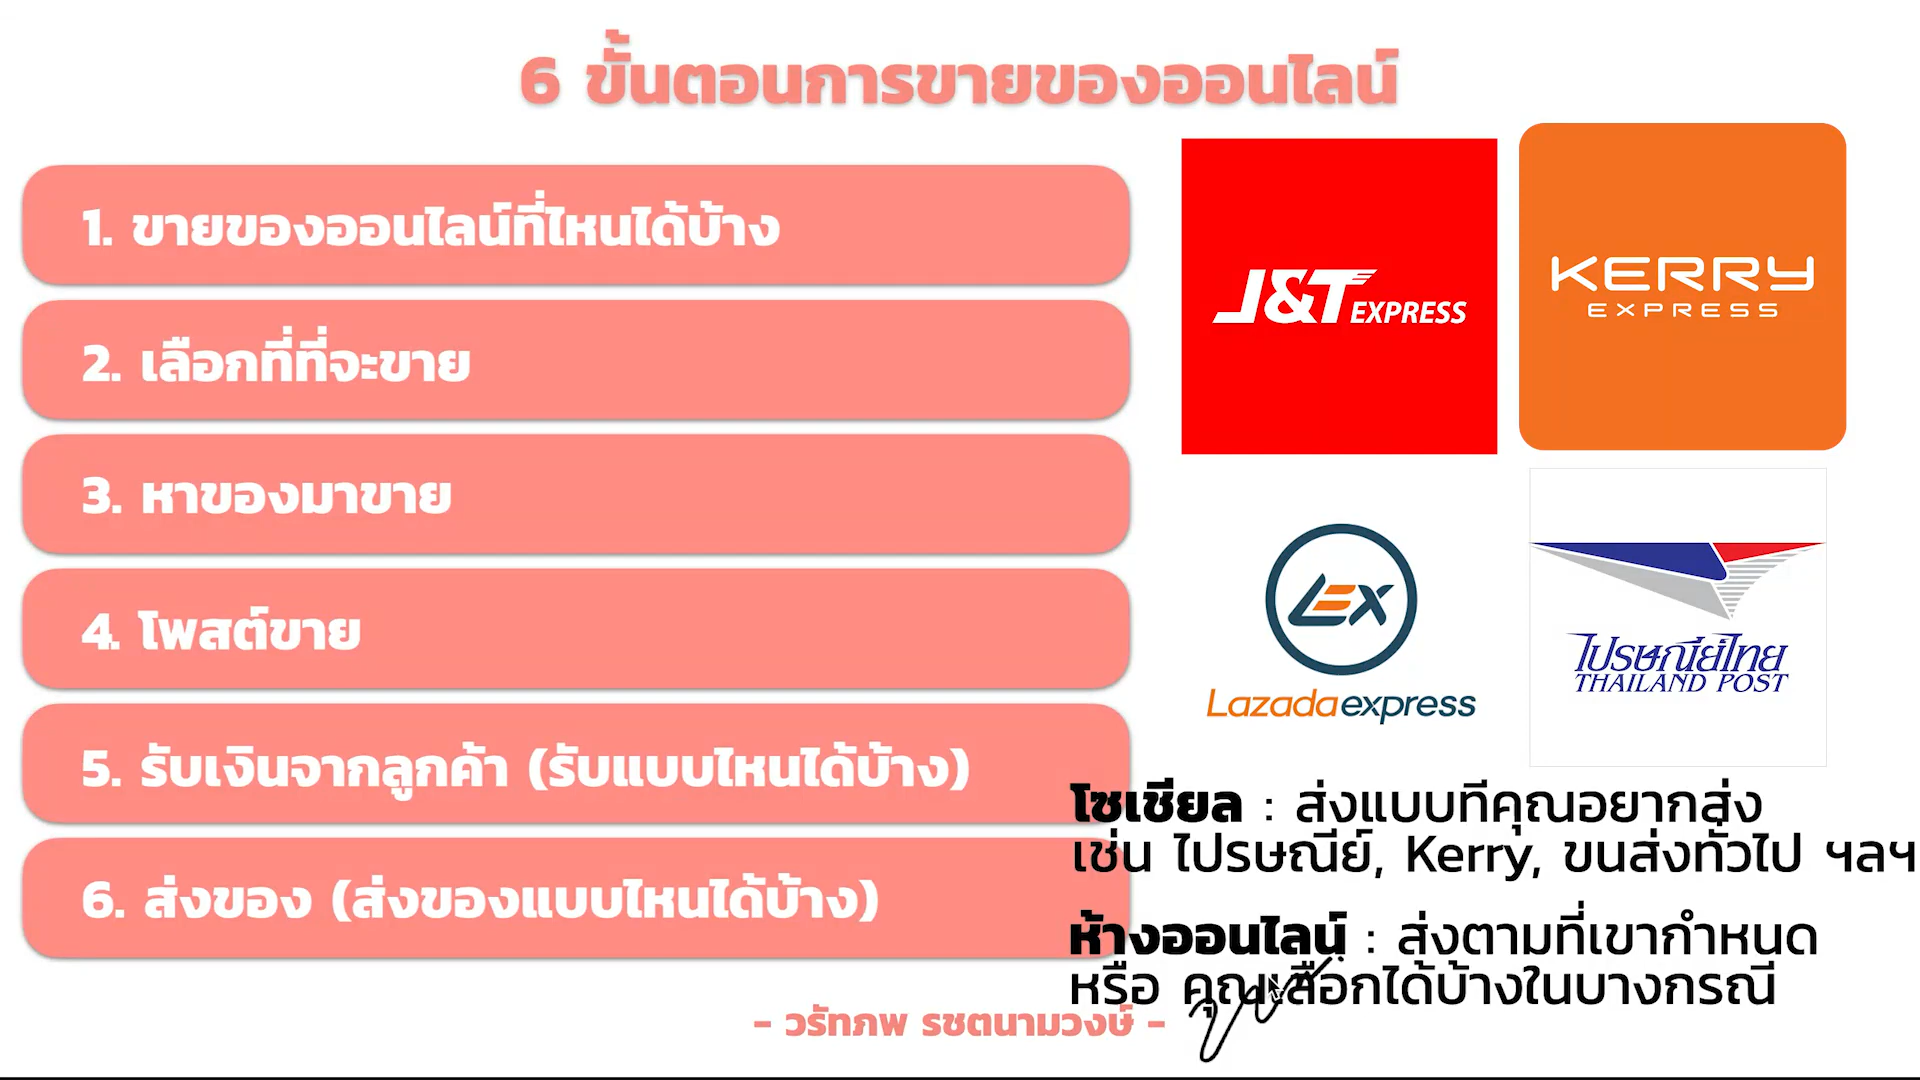 6 ขั้นตอนการขายของออนไลน์
1. ขายของออนไลน์ที่ไหนได้บ้าง
2. เลือกที่ที่จะขาย
3. หาของมาขาย
4. โพสต์ขาย
5. รับเงินจากลูกค้า (รับแบบไหนได้บ้าง)
6. ส่งของ (ส่งของแบบไหนได้บ้าง)
J&T EXPRESS
KERRY
EXPRESS
LEX
Lazada express
ไปรษณีย์ไทย
THAILAND POST
โซเชียล : ส่งแบบที่คุณอยากส่ง
เช่น ไปรษณีย์, Kerry, ขนส่งทั่วไป ฯลฯ
ห้างออนไลน์ : ส่งตามที่เขากำหนด
หรือ คุณเลือกได้บ้างในบางกรณี
- วรัทภพ รชตนามวงษ์ -